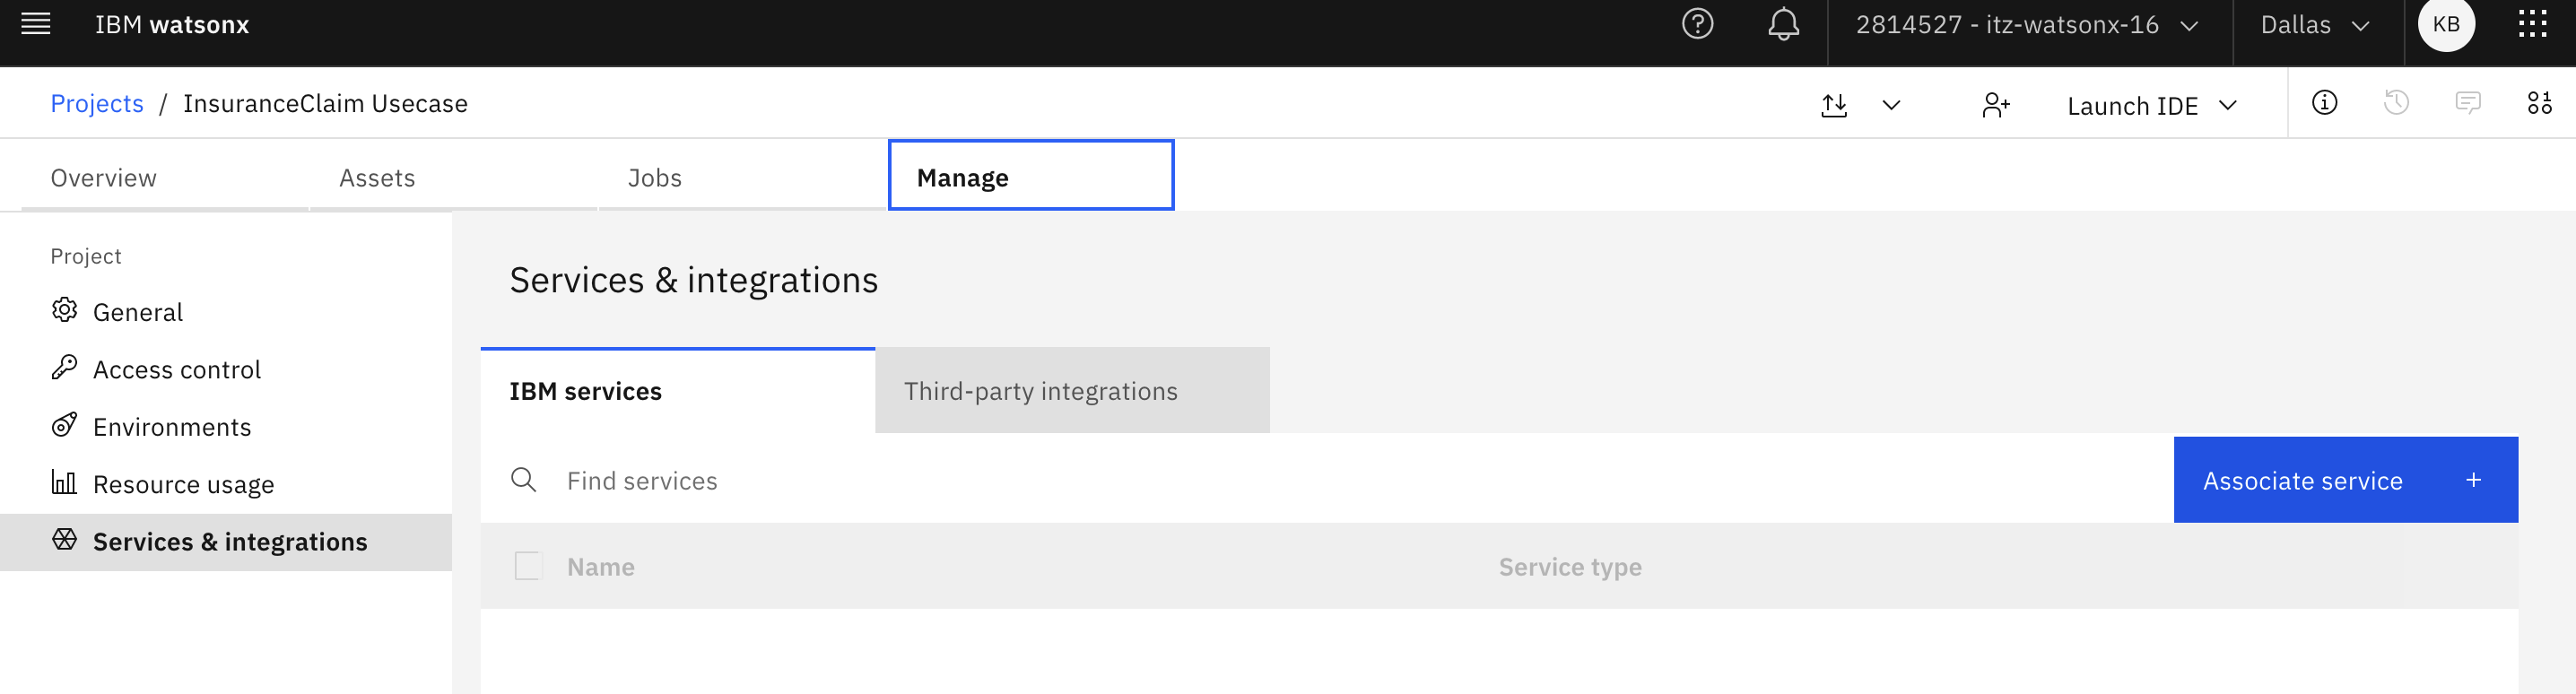 IBM watsonx
2814527 - itz-watsonx-16
Dallas
KB
Projects / InsuranceClaim Usecase
Launch IDE
Overview
Assets
Jobs
Manage
Project
General
Access control
Environments
Resource usage
Services & integrations
Services & integrations
IBM services
Third-party integrations
Find services
Associate service +
Name
Service type